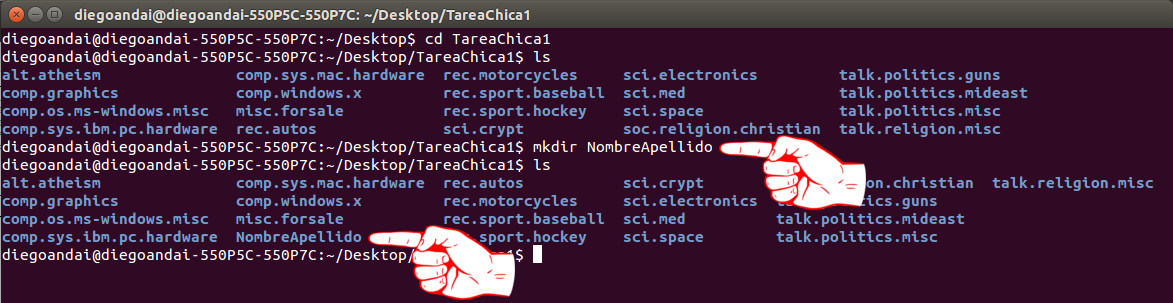 diegoandai@diegoandai-550P5C-550P7C: ~/Desktop/TareaChica1
diegoandai@diegoandai-550P5C-550P7C:~/Desktop$ cd TareaChica1
diegoandai@diegoandai-550P5C-550P7C:~/Desktop/TareaChica1$ ls
alt.atheism comp.sys.mac.hardware rec.motorcycles sci.electronics talk.politics.guns
comp.graphics comp.windows.x rec.sport.baseball sci.med talk.politics.mideast
comp.os.ms-windows.misc misc.forsale rec.sport.hockey sci.space talk.politics.misc
comp.sys.ibm.pc.hardware rec.autos sci.crypt soc.religion.christian talk.religion.misc
diegoandai@diegoandai-550P5C-550P7C:~/Desktop/TareaChica1$ mkdir NombreApellido
diegoandai@diegoandai-550P5C-550P7C:~/Desktop/TareaChica1$ ls
alt.atheism comp.sys.mac.hardware rec.autos sci.crypt on.christian talk.religion.misc
comp.graphics comp.windows.x rec.motorcycles sci.electronics talk.politics.guns
comp.os.ms-windows.misc misc.forsale rec.sport.baseball sci.med talk.politics.mideast
comp.sys.ibm.pc.hardware NombreApellido .sport.hockey sci.space talk.politics.misc
diegoandai@diegoandai-550P5C-550P7C:~/Desktop/ a1$